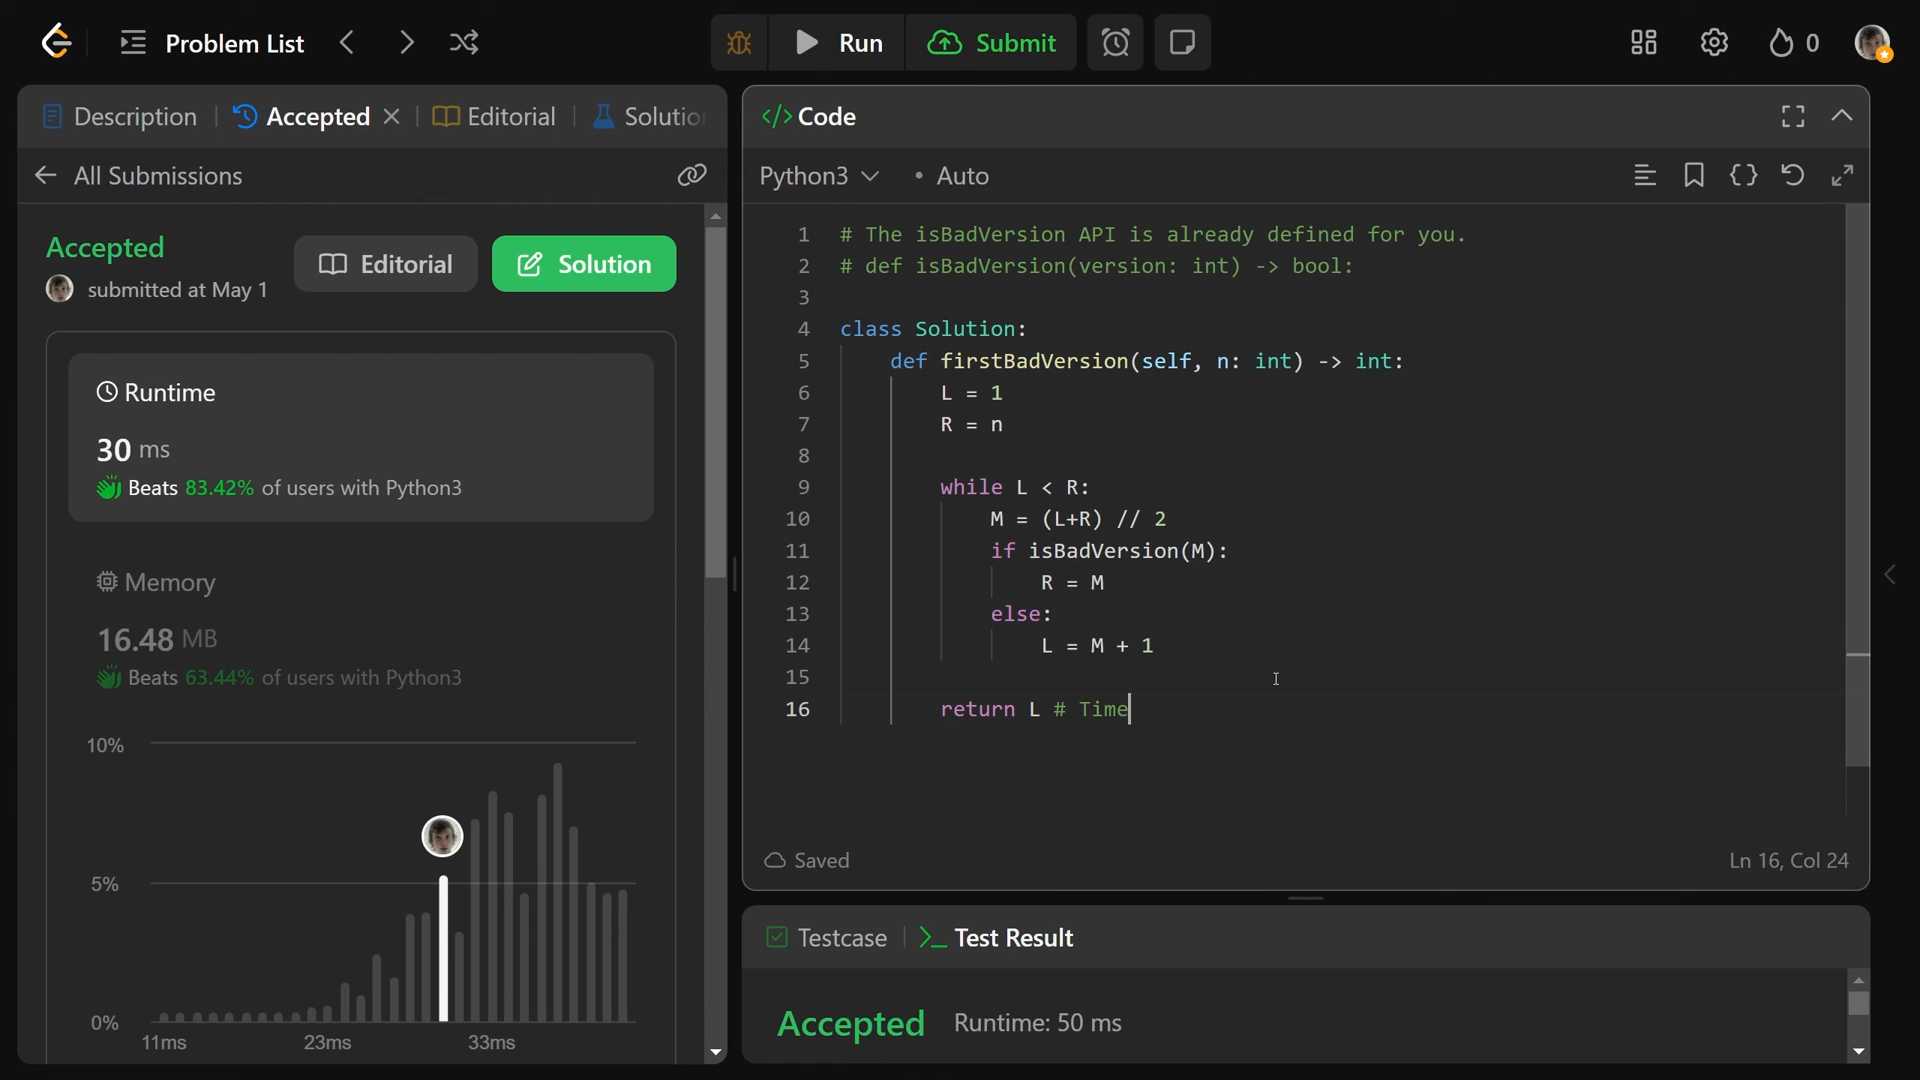 Problem List
Run
Submit
0
Description
Accepted
Editorial
Solutio
All Submissions
Accepted
submitted at May 1
Editorial
Solution
Runtime
30 ms
Beats 83.42% of users with Python3
Memory
16.48 MB
Beats 63.44% of users with Python3
10%
5%
0%
11ms
23ms
33ms
</> Code
Python3
• Auto
1 # The isBadVersion API is already defined for you.
2 # def isBadVersion(version: int) -> bool:
3
4 class Solution:
5 def firstBadVersion(self, n: int) -> int:
6 L = 1
7 R = n
8
9 while L < R:
10 M = (L+R) // 2
11 if isBadVersion(M):
12 R = M
13 else:
14 L = M + 1
15
16 return L # Time
Saved
Ln 16, Col 24
Testcase
Test Result
Accepted
Runtime: 50 ms